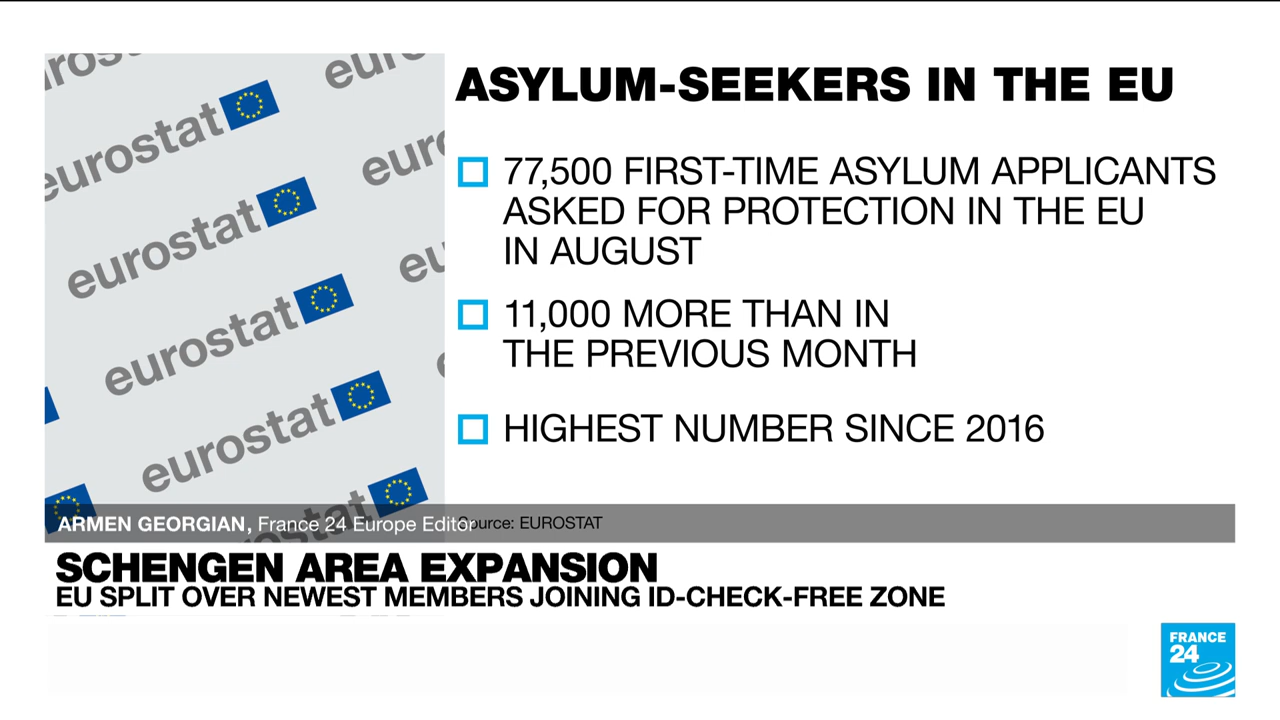 eurostat
eurostat
eurostat
eurostat
ASYLUM-SEEKERS IN THE EU
77,500 FIRST-TIME ASYLUM APPLICANTS
ASKED FOR PROTECTION IN THE EU
IN AUGUST
11,000 MORE THAN IN
THE PREVIOUS MONTH
HIGHEST NUMBER SINCE 2016
Source: EUROSTAT
ARMEN GEORGIAN, France 24 Europe Editor
SCHENGEN AREA EXPANSION
EU SPLIT OVER NEWEST MEMBERS JOINING ID-CHECK-FREE ZONE
FRANCE
24